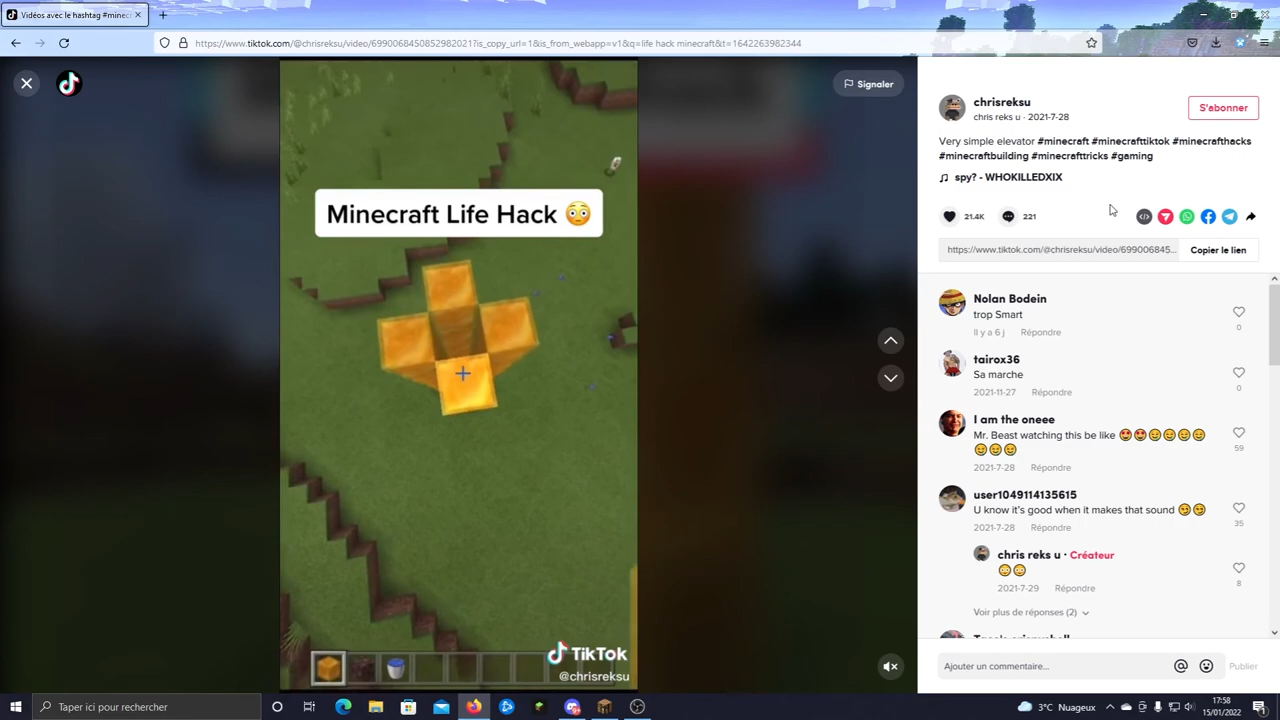 Vidéos avec le hashtag #minec
https://www.tiktok.com/@chrisreksu/video/6990068450852982021?is_copy_url=1&is_from_webapp=v1&q=life hack minecraft&t=1642263982344
Signaler
Minecraft Life Hack 😳
TikTok
@chrisreksu
chrisreksu
chris reks u · 2021-7-28
S'abonner
Very simple elevator #minecraft #minecrafttiktok #minecrafthacks
#minecraftbuilding #minecrafttricks #gaming
spy? - WHOKILLEDXIX
21.4K
221
https://www.tiktok.com/@chrisreksu/video/699006845...
Copier le lien
Nolan Bodein
trop Smart
Il y a 6 j Répondre
0
tairox36
Sa marche
2021-11-27 Répondre
0
I am the oneee
Mr. Beast watching this be like 😍😍😊😊😊😊
😊😊😊
2021-7-28 Répondre
59
user1049114135615
U know it's good when it makes that sound 😏😏
2021-7-28 Répondre
35
chris reks u · Créateur
😳😳
2021-7-29 Répondre
8
Voir plus de réponses (2)
Ajouter un commentaire...
Publier
Taper ici pour rechercher
3°C Nuageux
17:58
15/01/2022